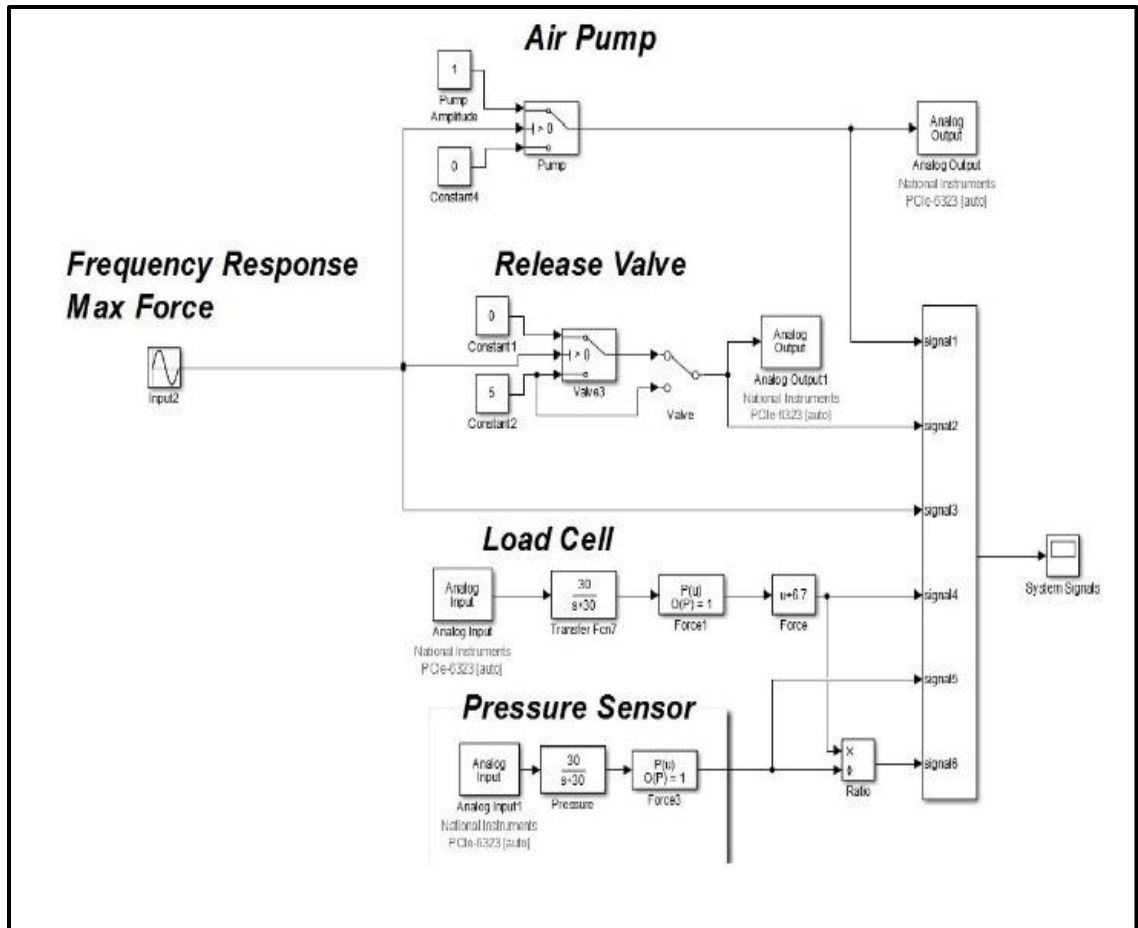 Air Pump
1
Pump
Amplitude
> 0
Pump
0
Constant4
Analog
Output
Analog Output
National Instruments
PCIe-6323 [auto]
Frequency Response
Max Force
Input2
Release Valve
0
Constant1
> 0
Valve3
5
Constant2
Valve
Analog
Output
Analog Output1
National Instruments
PCIe-6323 [auto]
signal1
signal2
signal3
signal4
signal5
signal6
System Signals
Load Cell
Analog
Input
Analog Input
National Instruments
PCIe-6323 [auto]
30
s+30
Transfer Fcn7
P(u)
O(P) = 1
Force1
u+6.7
Force
Pressure Sensor
Analog
Input
Analog Input1
National Instruments
PCIe-6323 [auto]
30
s+30
Pressure
P(u)
O(P) = 1
Force3
×
÷
Ratio